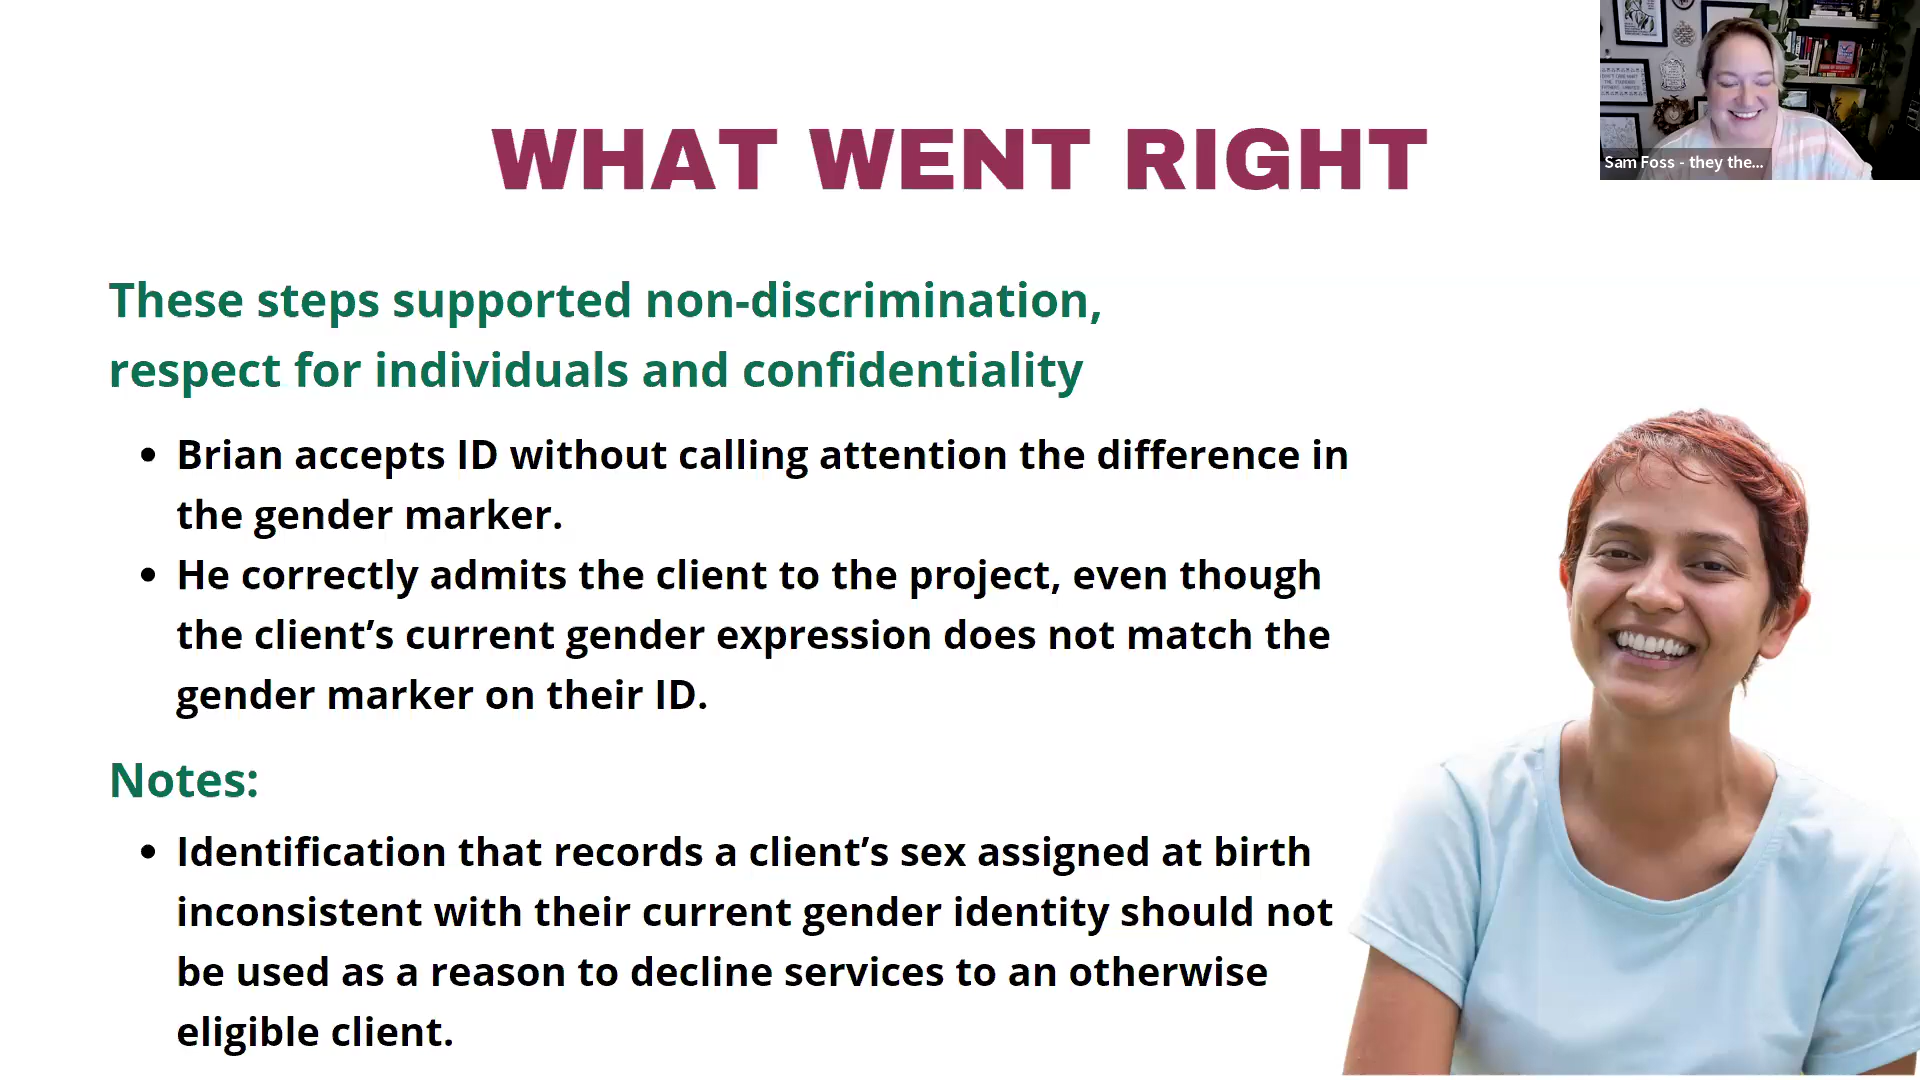 WHAT WENT RIGHT
Sam Foss - they the...
These steps supported non-discrimination,
respect for individuals and confidentiality
• Brian accepts ID without calling attention the difference in
the gender marker.
• He correctly admits the client to the project, even though
the client’s current gender expression does not match the
gender marker on their ID.
Notes:
• Identification that records a client’s sex assigned at birth
inconsistent with their current gender identity should not
be used as a reason to decline services to an otherwise
eligible client.